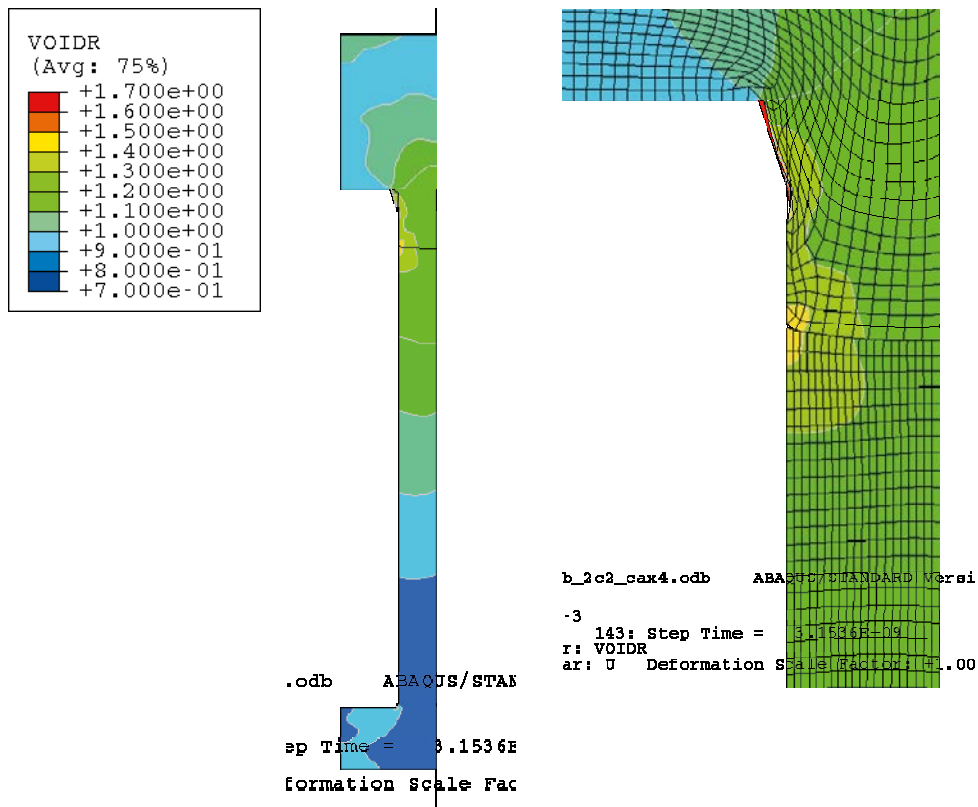 VOIDR
(Avg: 75%)
+1.700e+00
+1.600e+00
+1.500e+00
+1.400e+00
+1.300e+00
+1.200e+00
+1.100e+00
+1.000e+00
+9.000e-01
+8.000e-01
+7.000e-01
.odb ABAQUS/STAN
ep Time = 3.1536E
formation Scale Fac
b_2c2_cax4.odb ABAQUS/STANDARD Versi
-3
143: Step Time = 3.1536E-09
r: VOIDR
ar: U Deformation Scale Factor: +1.00